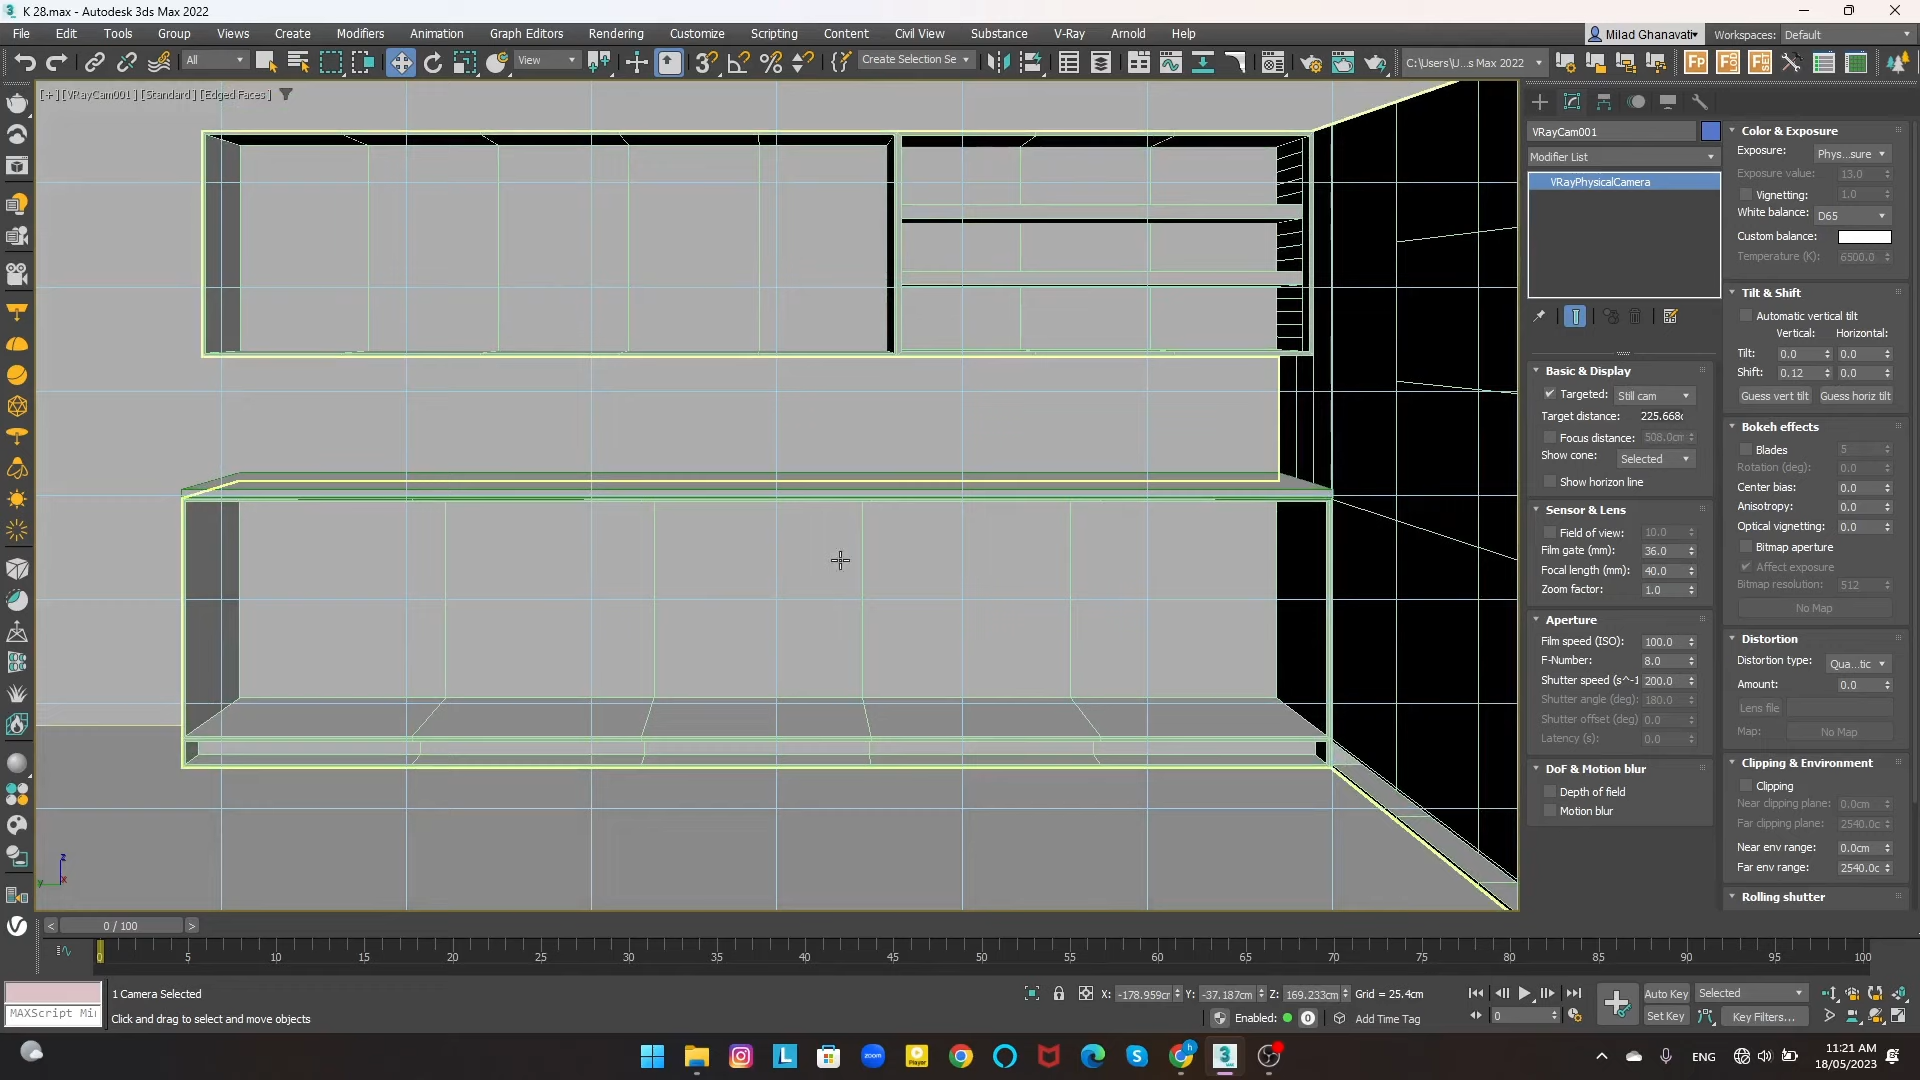 K 28.max - Autodesk 3ds Max 2022
File Edit Tools Group Views Create Modifiers Animation Graph Editors Rendering Customize Scripting Content Civil View Substance V-Ray Arnold Help
Milad Ghanavati
Workspaces: Default
All
View
Create Selection Se
C:\Users\U...s Max 2022
[+] [VRayCam001] [Standard] [Edged Faces]
VRayCam001
Modifier List
VRayPhysicalCamera
Basic & Display
Targeted: Still cam
Target distance: 225.668c
Focus distance: 508.0cm
Show cone: Selected
Show horizon line
Sensor & Lens
Field of view: 10.0
Film gate (mm): 36.0
Focal length (mm): 40.0
Zoom factor: 1.0
Aperture
Film speed (ISO): 100.0
F-Number: 8.0
Shutter speed (s^-1 200.0
Shutter angle (deg): 180.0
Shutter offset (deg) 0.0
Latency (s): 0.0
DoF & Motion blur
Depth of field
Motion blur
Color & Exposure
Exposure: Phys...sure
Exposure value: 13.0
Vignetting: 1.0
White balance: D65
Custom balance:
Temperature (K): 6500.0
Tilt & Shift
Automatic vertical tilt
Vertical: Horizontal:
Tilt: 0.0 0.0
Shift: 0.12 0.0
Guess vert tilt Guess horiz tilt
Bokeh effects
Blades 5
Rotation (deg): 0.0
Center bias: 0.0
Anisotropy: 0.0
Optical vignetting: 0.0
Bitmap aperture
Affect exposure
Bitmap resolution: 512
No Map
Distortion
Distortion type: Qua...tic
Amount: 0.0
Lens file
Map: No Map
Clipping & Environment
Clipping
Near clipping plane: 0.0cm
Far clipping plane: 2540.0c
Near env range: 0.0cm
Far env range: 2540.0c
Rolling shutter
z
y x
< 0 / 100 >
0 5 10 15 20 25 30 35 40 45 50 55 60 65 70 75 80 85 90 95 100
1 Camera Selected
X: -178.959cr Y: -37.187cm Z: 169.233cm Grid = 25.4cm
Auto Key Selected
MAXScript Mi
Click and drag to select and move objects
Enabled: 0 Add Time Tag
0
Set Key Key Filters...
zoom
ENG
11:21 AM
18/05/2023